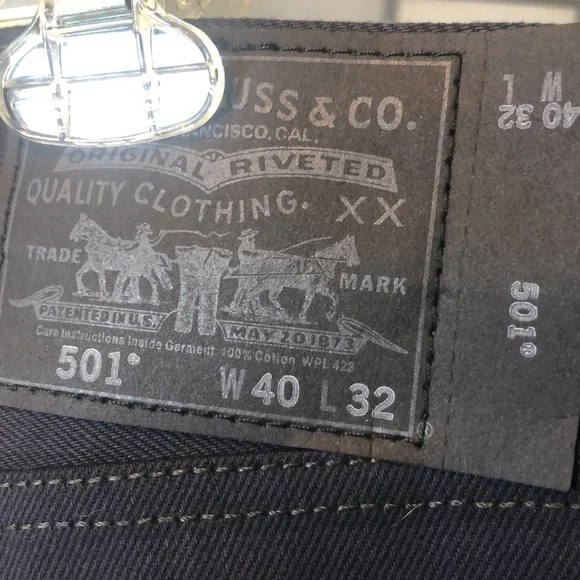 USS & CO.
ANCISCO. CAL.
ORIGINAL RIVETED
QUALITY CLOTHING. XX
TRADE MARK
PATENTED IN U.S. MAY 20 1873
Care Instructions Inside Garment 100% Cotton WPL 423
501® W 40 L 32
®
L W
40 32
501®